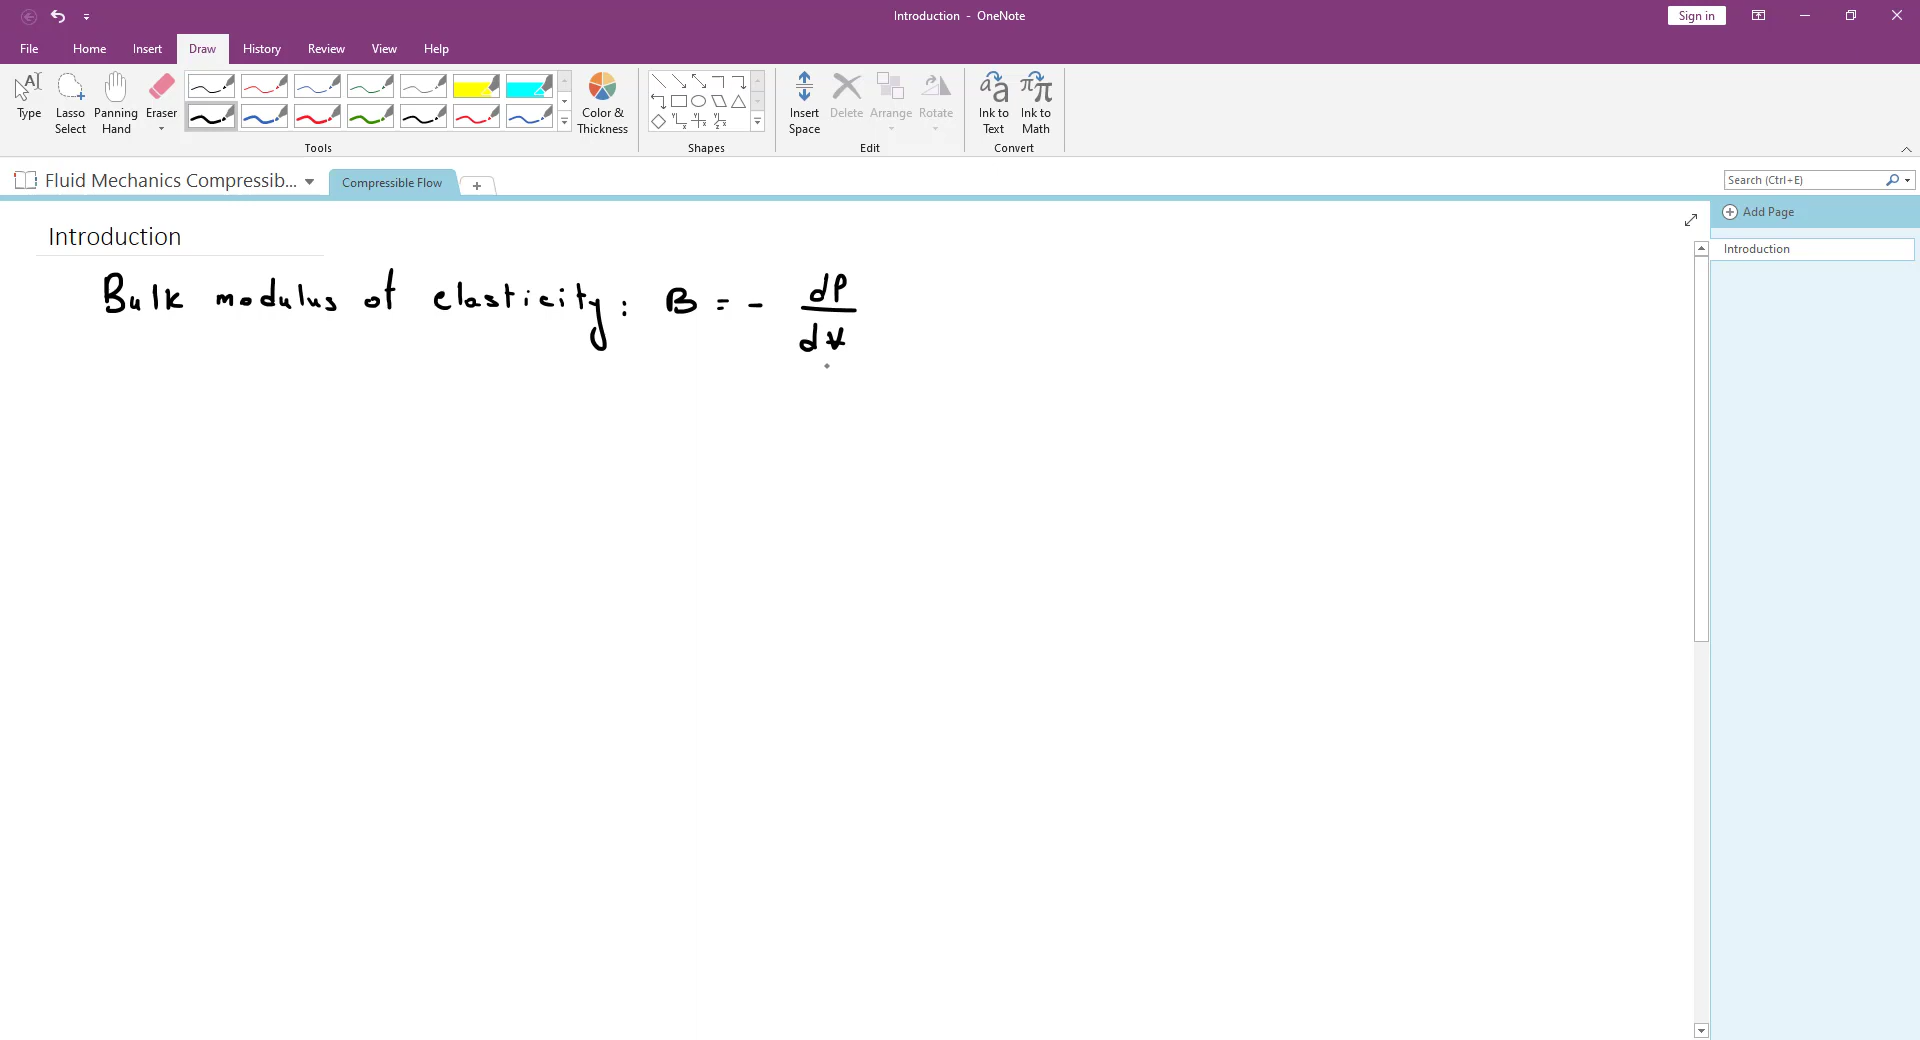 Introduction - OneNote
Sign in
File Home Insert Draw History Review View Help
Type
Lasso Select
Panning Hand
Eraser
Color & Thickness
Insert Space
Delete
Arrange
Rotate
Ink to Text
Ink to Math
Tools
Shapes
Edit
Convert
Fluid Mechanics Compressib...
Compressible Flow
Search (Ctrl+E)
Add Page
Introduction
Introduction
Bulk modulus of elasticity: B = - dP / dV